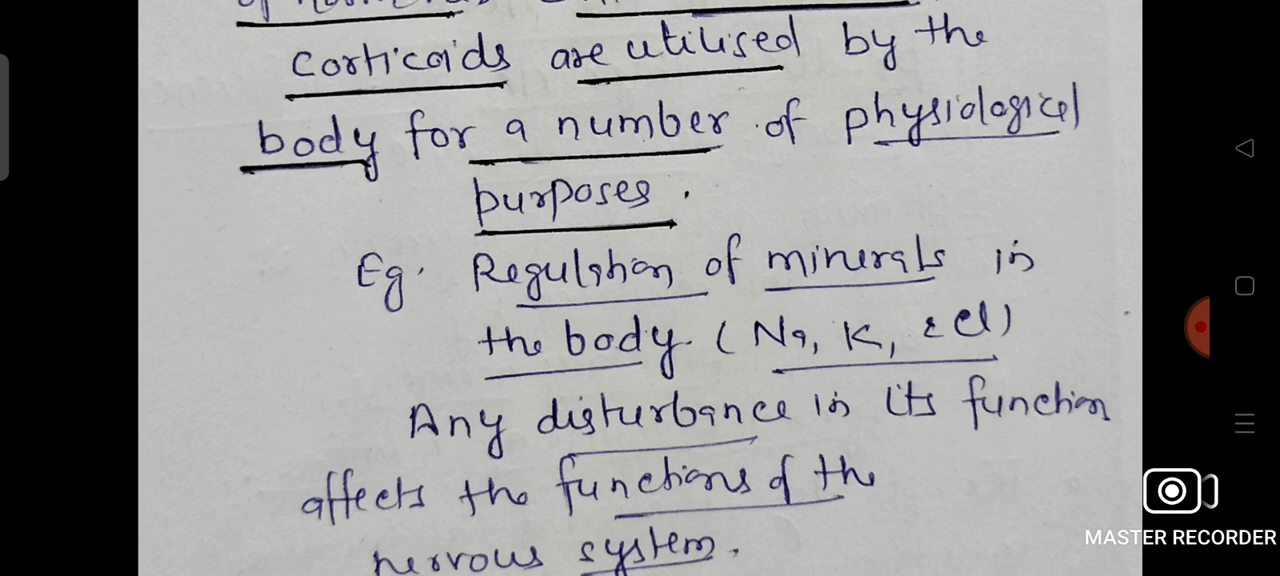 corticoids are utilised by the
body for a number of physiological
purposes.
Eg. Regulation of minerals in
the body (Na, K, & Cl)
Any disturbance in its function
affects the functions of the
nervous system.
MASTER RECORDER